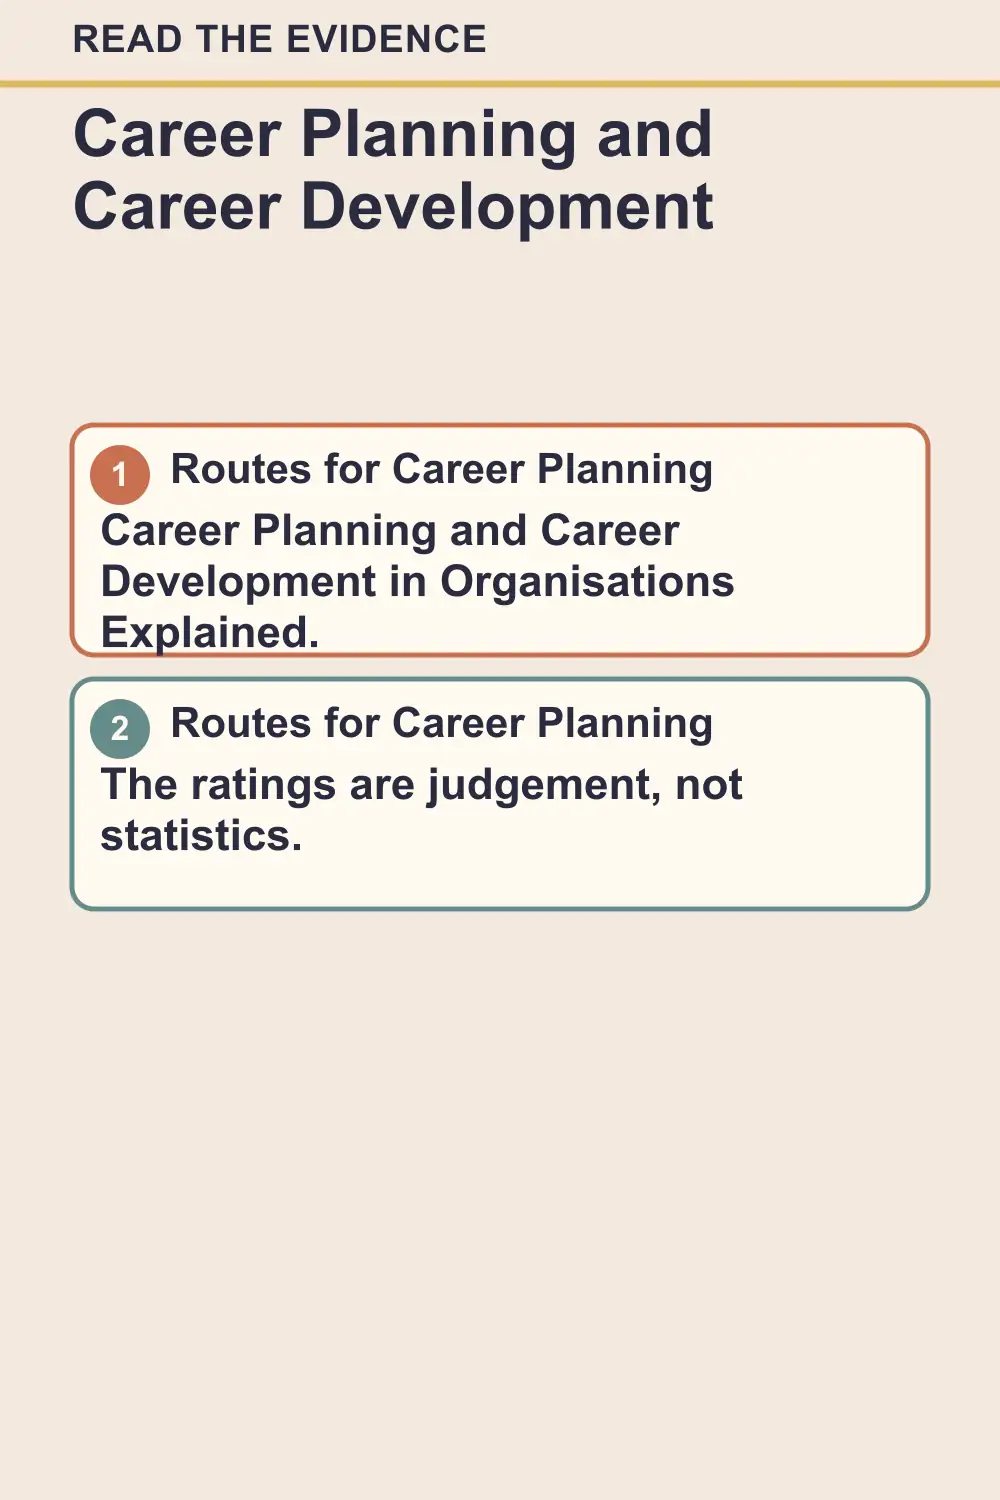 READ THE EVIDENCE
Career Planning and
Career Development
1 Routes for Career Planning
Career Planning and Career
Development in Organisations
Explained.
2 Routes for Career Planning
The ratings are judgement, not
statistics.